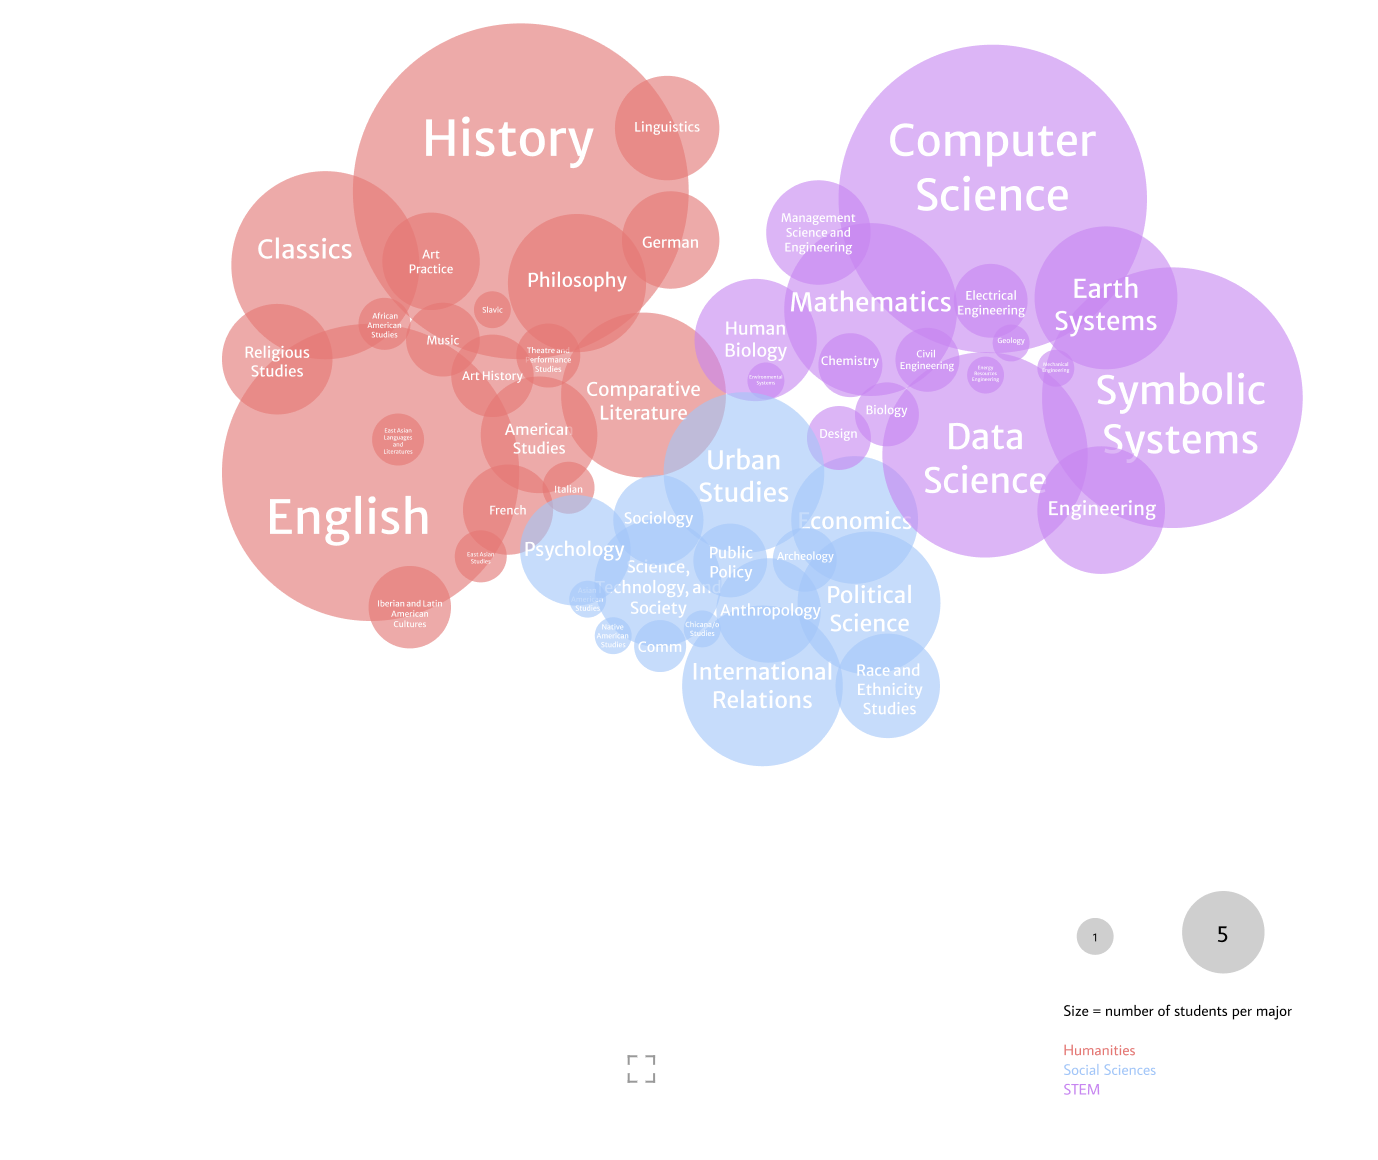 History
Linguistics
Classics
Art
Practice
Philosophy
German
African
American
Studies
Slavic
Music
Theatre and
Performance
Studies
Religious
Studies
Art History
Comparative
Literature
East Asian
Languages
and
Literatures
American
Studies
English
French
Italian
East Asian
Studies
Iberian and Latin
American
Cultures
Computer
Science
Management
Science and
Engineering
Mathematics
Electrical
Engineering
Earth
Systems
Human
Biology
Environmental
Systems
Chemistry
Civil
Engineering
Geology
Energy
Resources
Engineering
Mechanical
Engineering
Symbolic
Systems
Biology
Design
Data
Science
Engineering
Urban
Studies
Sociology
Economics
Psychology
Public
Policy
Archeology
Science,
Technology, and
Society
Studies
Native
American
Studies
Chicana/o
Studies
Comm
Anthropology
Political
Science
International
Relations
Race and
Ethnicity
Studies
1
5
Size = number of students per major
Humanities
Social Sciences
STEM